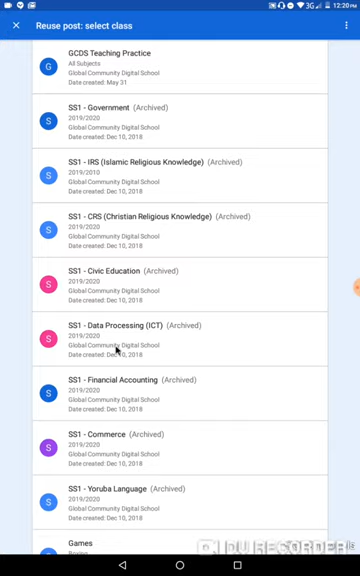 3G 12:20PM
Reuse post: select class
G
GCDS Teaching Practice
All Subjects
Global Community Digital School
Date created: May 31
S
SS1 - Government (Archived)
2019/2020
Global Community Digital School
Date created: Dec 10, 2018
S
SS1 - IRS (Islamic Religious Knowledge) (Archived)
2019/2010
Global Community Digital School
Date created: Dec 10, 2018
S
SS1 - CRS (Christian Religious Knowledge) (Archived)
2019/2020
Global Community Digital School
Date created: Dec 10, 2018
S
SS1 - Civic Education (Archived)
2019/2020
Global Community Digital School
Date created: Dec 10, 2018
S
SS1 - Data Processing (ICT) (Archived)
2019/2020
Global Community Digital School
Date created: Dec 10, 2018
S
SS1 - Financial Accounting (Archived)
2019/2020
Global Community Digital School
Date created: Dec 10, 2018
S
SS1 - Commerce (Archived)
2019/2020
Global Community Digital School
Date created: Dec 10, 2018
S
SS1 - Yoruba Language (Archived)
2019/2020
Global Community Digital School
Date created: Dec 10, 2018
Games
Boxing
DU RECORDER